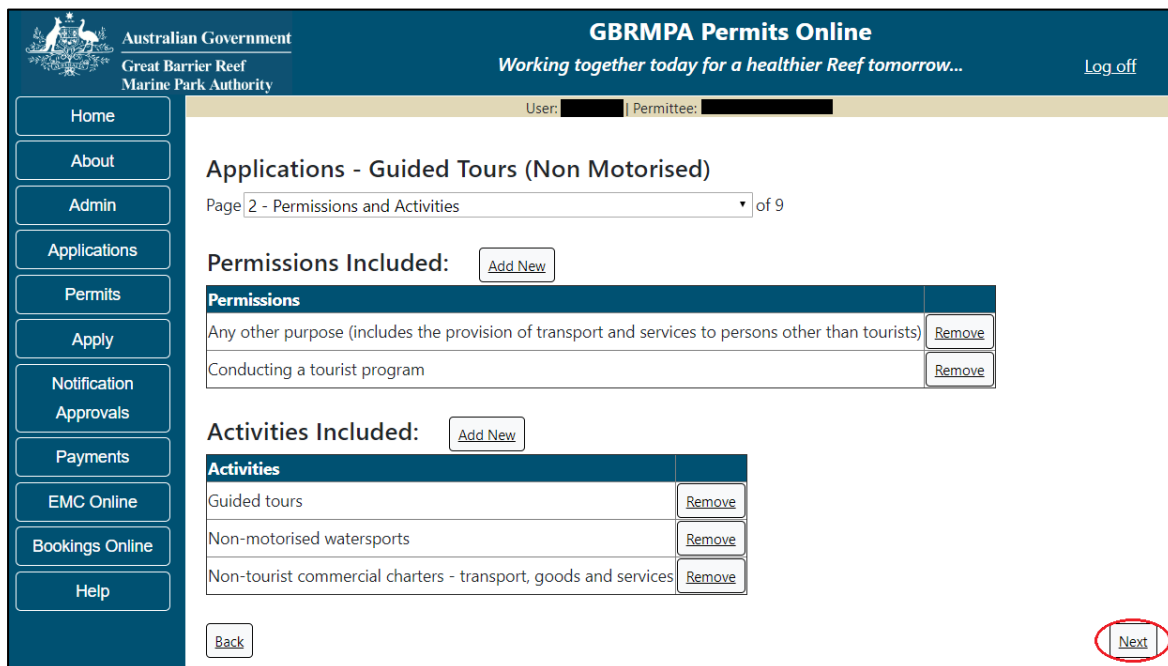 Australian Government
Great Barrier Reef
Marine Park Authority
GBRMPA Permits Online
Working together today for a healthier Reef tomorrow...
Log off
User: | Permittee:
Home
About
Admin
Applications
Permits
Apply
Notification
Approvals
Payments
EMC Online
Bookings Online
Help
Applications - Guided Tours (Non Motorised)
Page 2 - Permissions and Activities of 9
Permissions Included: Add New
Permissions
Any other purpose (includes the provision of transport and services to persons other than tourists) Remove
Conducting a tourist program Remove
Activities Included: Add New
Activities
Guided tours Remove
Non-motorised watersports Remove
Non-tourist commercial charters - transport, goods and services Remove
Back
Next